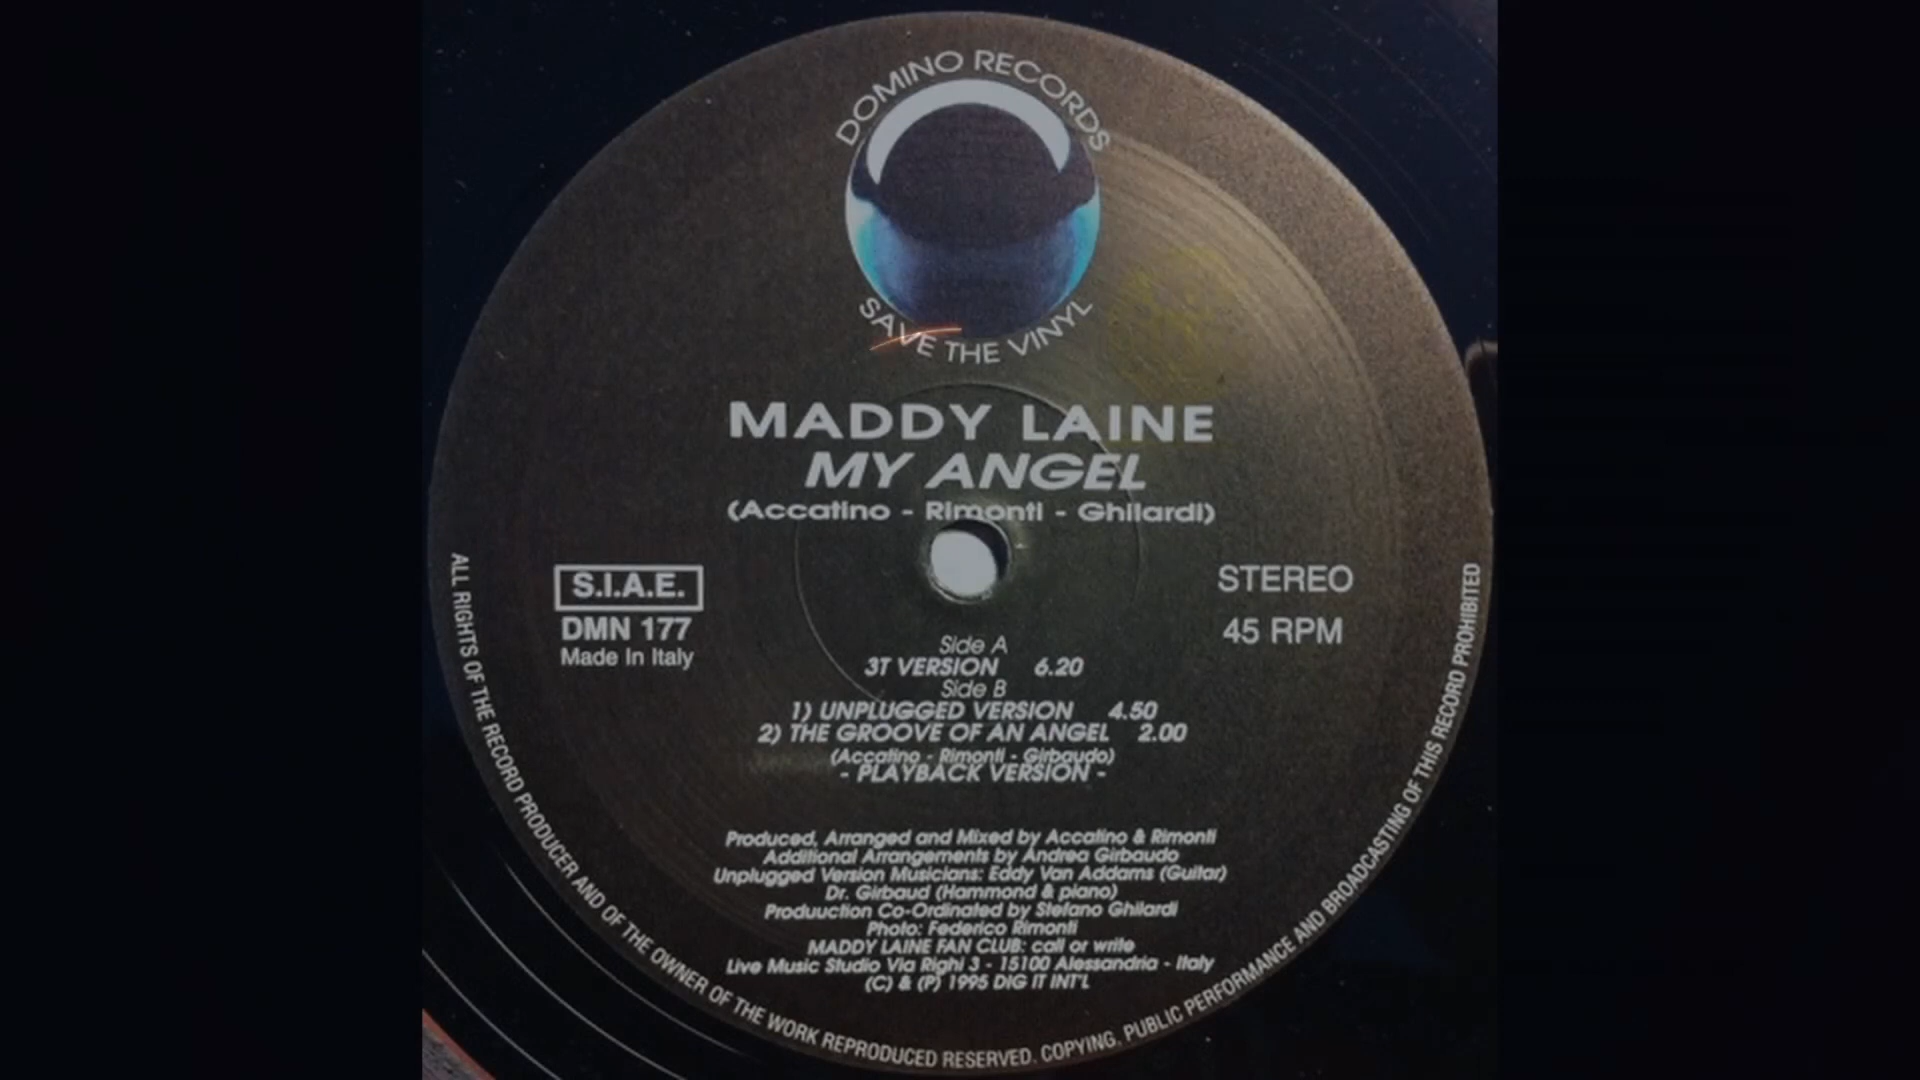 DOMINO RECORDS
SAVE THE VINYL
MADDY LAINE
MY ANGEL
(Accatino - Rimonti - Ghilardi)
S.I.A.E.
DMN 177
Made In Italy
STEREO
45 RPM
Side A
3T VERSION 6.20
Side B
1) UNPLUGGED VERSION 4.50
2) THE GROOVE OF AN ANGEL 2.00
(Accatino - Rimonti - Girbaudo)
- PLAYBACK VERSION -
Produced, Arranged and Mixed by Accatino & Rimonti
Additional Arrangements by Andrea Girbaudo
Unplugged Version Musicians: Eddy Van Addams (Guitar)
Dr. Girbaud (Hammond & piano)
Produuction Co-Ordinated by Stefano Ghilardi
Photo: Federico Rimonti
MADDY LAINE FAN CLUB: call or write
Live Music Studio Via Righi 3 - 15100 Alessandria - Italy
(C) & (P) 1995 DIG IT INT'L
ALL RIGHTS OF THE RECORD PRODUCER AND OF THE OWNER OF THE WORK REPRODUCED RESERVED. COPYING, PUBLIC PERFORMANCE AND BROADCASTING OF THIS RECORD PROHIBITED